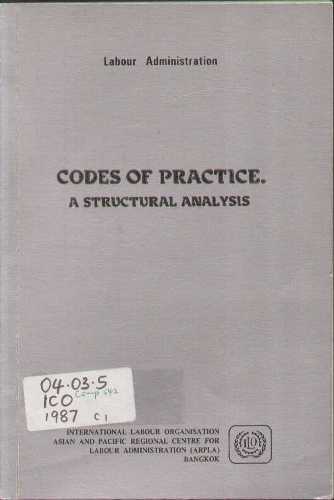 Labour Administration
CODES OF PRACTICE.
A STRUCTURAL ANALYSIS
04.03.5
ICO
1987 C1
INTERNATIONAL LABOUR ORGANISATION
ASIAN AND PACIFIC REGIONAL CENTRE FOR
LABOUR ADMINISTRATION (ARPLA)
BANGKOK
ILO